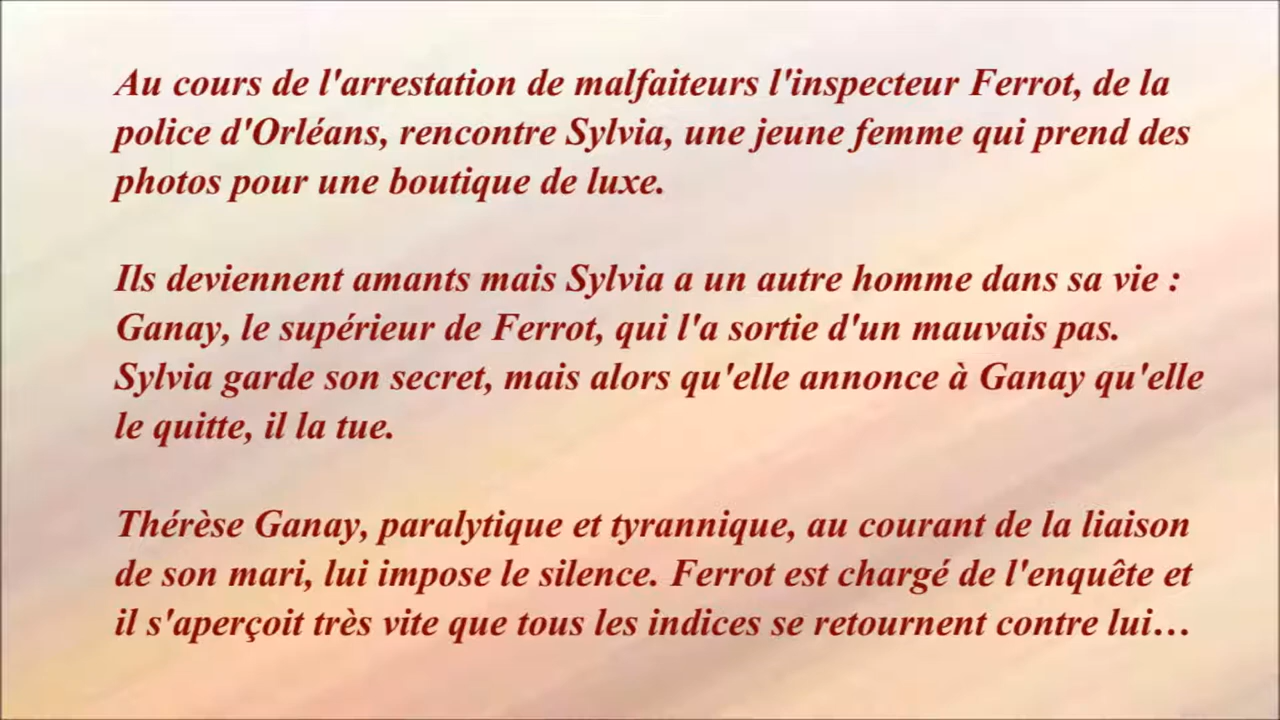 Au cours de l'arrestation de malfaiteurs l'inspecteur Ferrot, de la
police d'Orléans, rencontre Sylvia, une jeune femme qui prend des
photos pour une boutique de luxe.
Ils deviennent amants mais Sylvia a un autre homme dans sa vie :
Ganay, le supérieur de Ferrot, qui l'a sortie d'un mauvais pas.
Sylvia garde son secret, mais alors qu'elle annonce à Ganay qu'elle
le quitte, il la tue.
Thérèse Ganay, paralytique et tyrannique, au courant de la liaison
de son mari, lui impose le silence. Ferrot est chargé de l'enquête et
il s'aperçoit très vite que tous les indices se retournent contre lui…